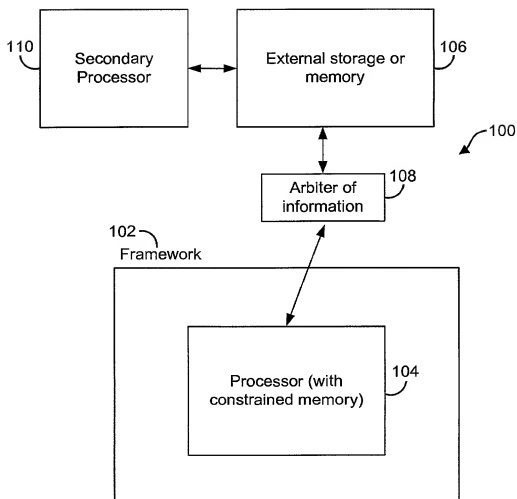 110
Secondary
Processor
External storage or
memory
106
100
Arbiter of
information
108
102
Framework
Processor (with
constrained memory)
104